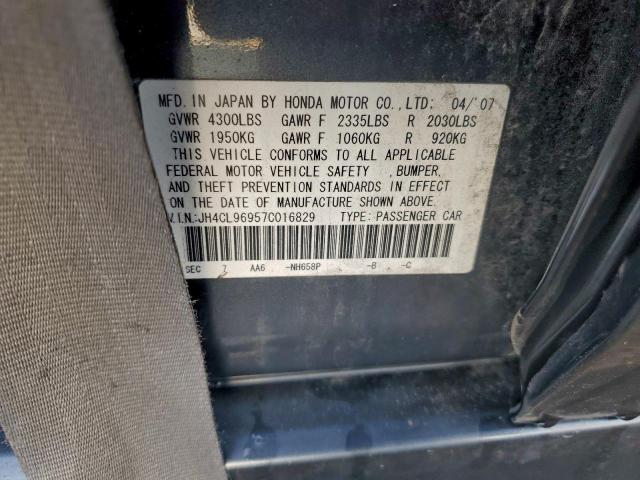 MFD. IN JAPAN BY HONDA MOTOR CO., LTD: 04/'07
GVWR 4300LBS GAWR F 2335LBS R 2030LBS
GVWR 1950KG GAWR F 1060KG R 920KG
THIS VEHICLE CONFORMS TO ALL APPLICABLE
FEDERAL MOTOR VEHICLE SAFETY , BUMPER,
AND THEFT PREVENTION STANDARDS IN EFFECT
ON THE DATE OF MANUFACTURE SHOWN ABOVE.
V.I.N:JH4CL96957C016829 TYPE: PASSENGER CAR
SEC 7 AA6 -NH658P -B -C